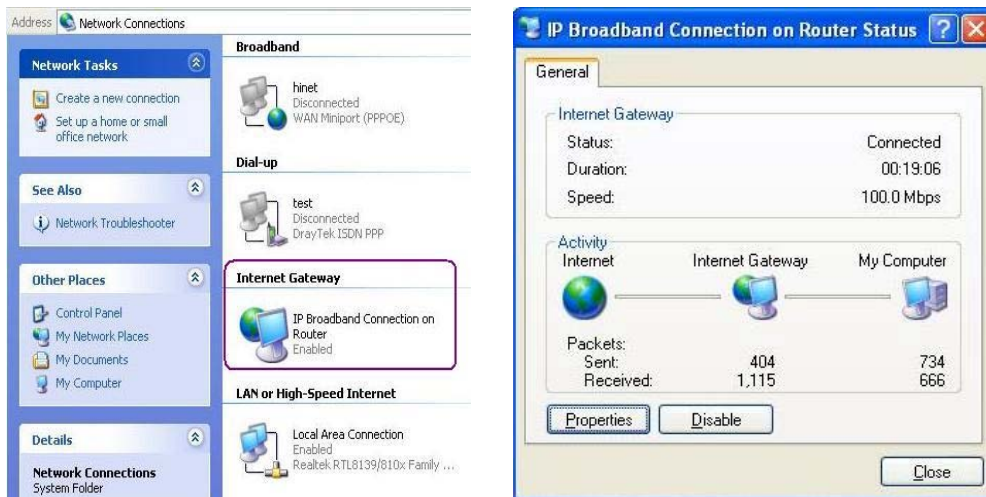 Address
Network Connections
Network Tasks
Create a new connection
Set up a home or small
office network
See Also
Network Troubleshooter
Other Places
Control Panel
My Network Places
My Documents
My Computer
Details
Network Connections
System Folder
Broadband
hinet
Disconnected
WAN Miniport (PPPOE)
Dial-up
test
Disconnected
DrayTek ISDN PPP
Internet Gateway
IP Broadband Connection on
Router
Enabled
LAN or High-Speed Internet
Local Area Connection
Enabled
Realtek RTL8139/810x Family ...
IP Broadband Connection on Router Status
General
Internet Gateway
Status: Connected
Duration: 00:19:06
Speed: 100.0 Mbps
Activity
Internet Internet Gateway My Computer
Packets:
Sent: 404 734
Received: 1,115 666
Properties Disable
Close